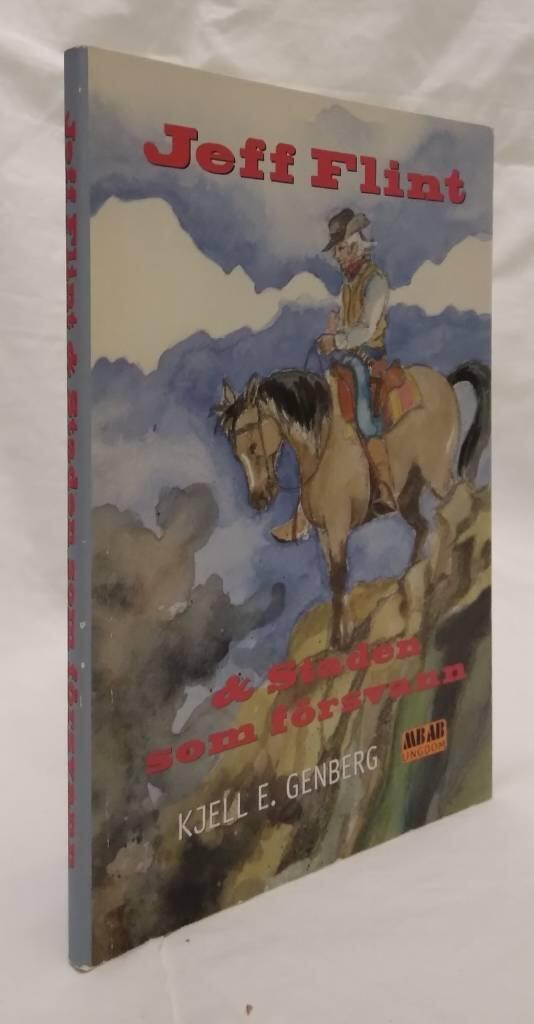 Jeff Flint & Staden som försvann
Jeff Flint
& Staden
som försvann
KJELL E. GENBERG
MBAB
UNGDOM